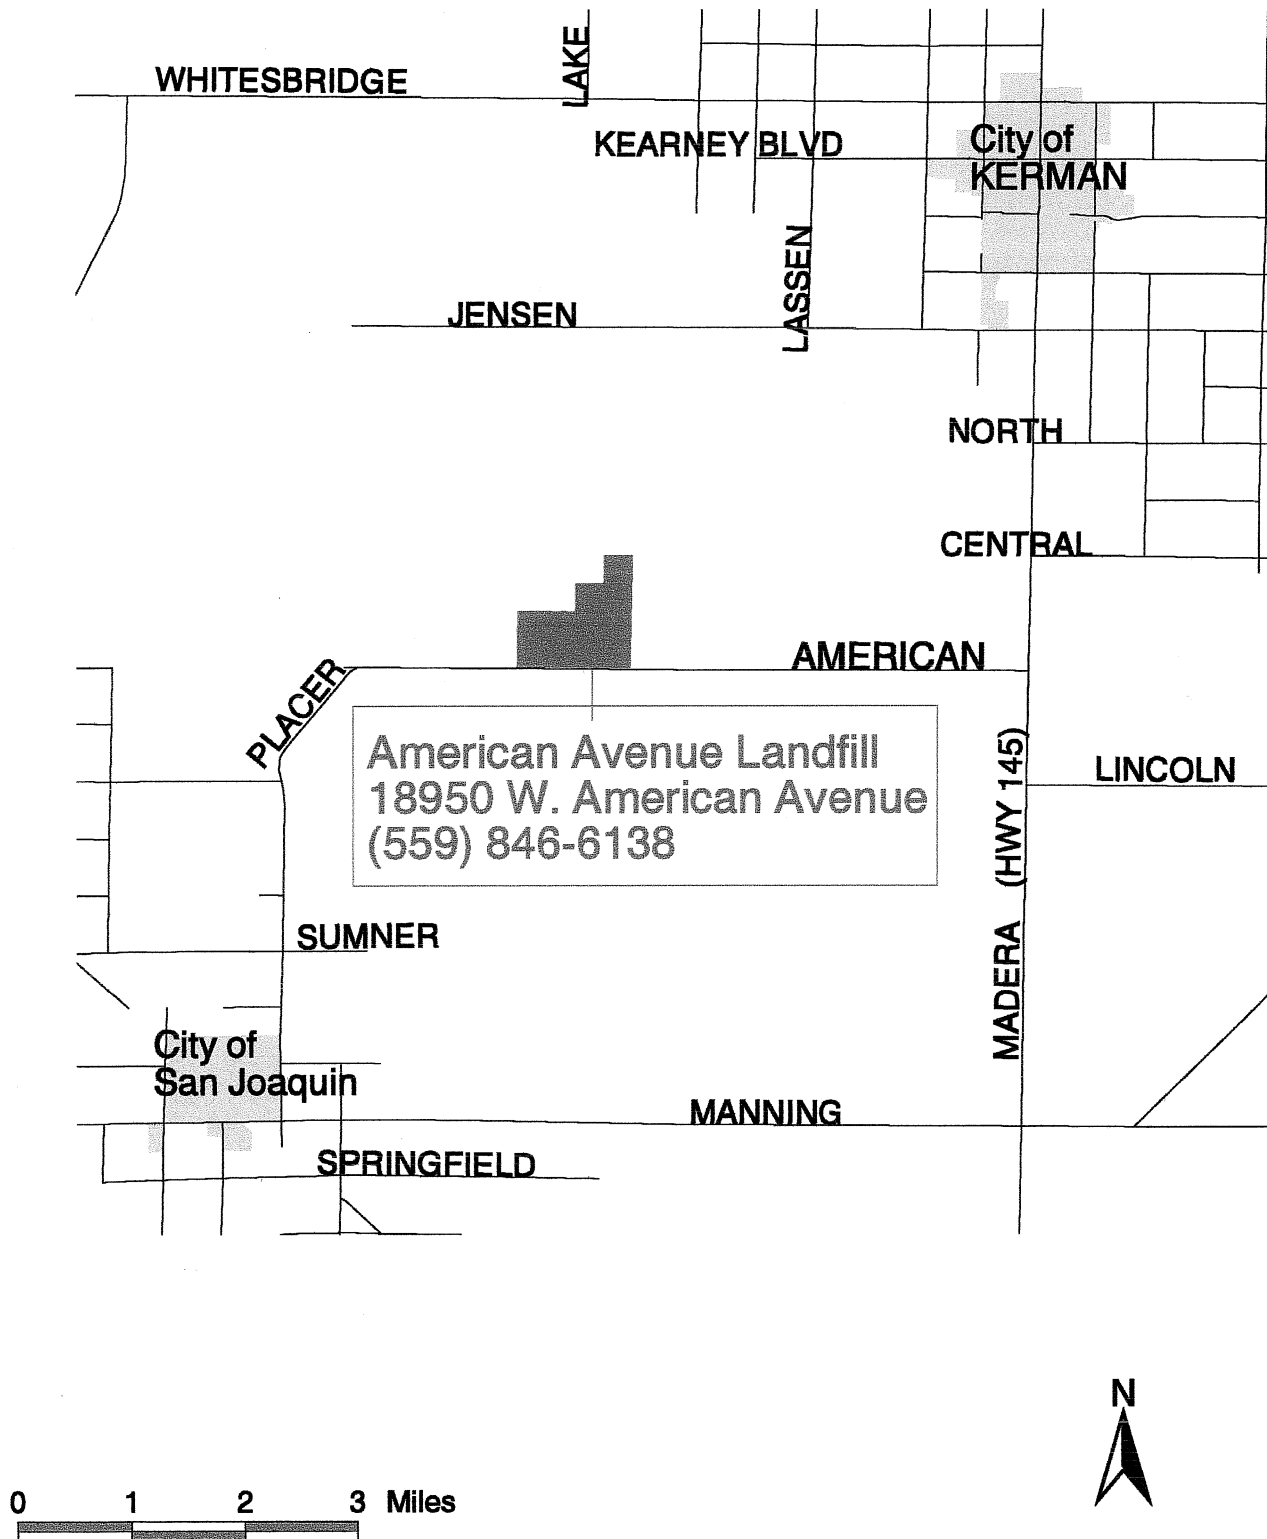 LAKE
WHITESBRIDGE
KEARNEY BLVD
City of
KERMAN
LASSEN
JENSEN
NORTH
CENTRAL
AMERICAN
PLACER
American Avenue Landfill
18950 W. American Avenue
(559) 846-6138
LINCOLN
MADERA (HWY 145)
SUMNER
City of
San Joaquin
MANNING
SPRINGFIELD
N
0 1 2 3 Miles